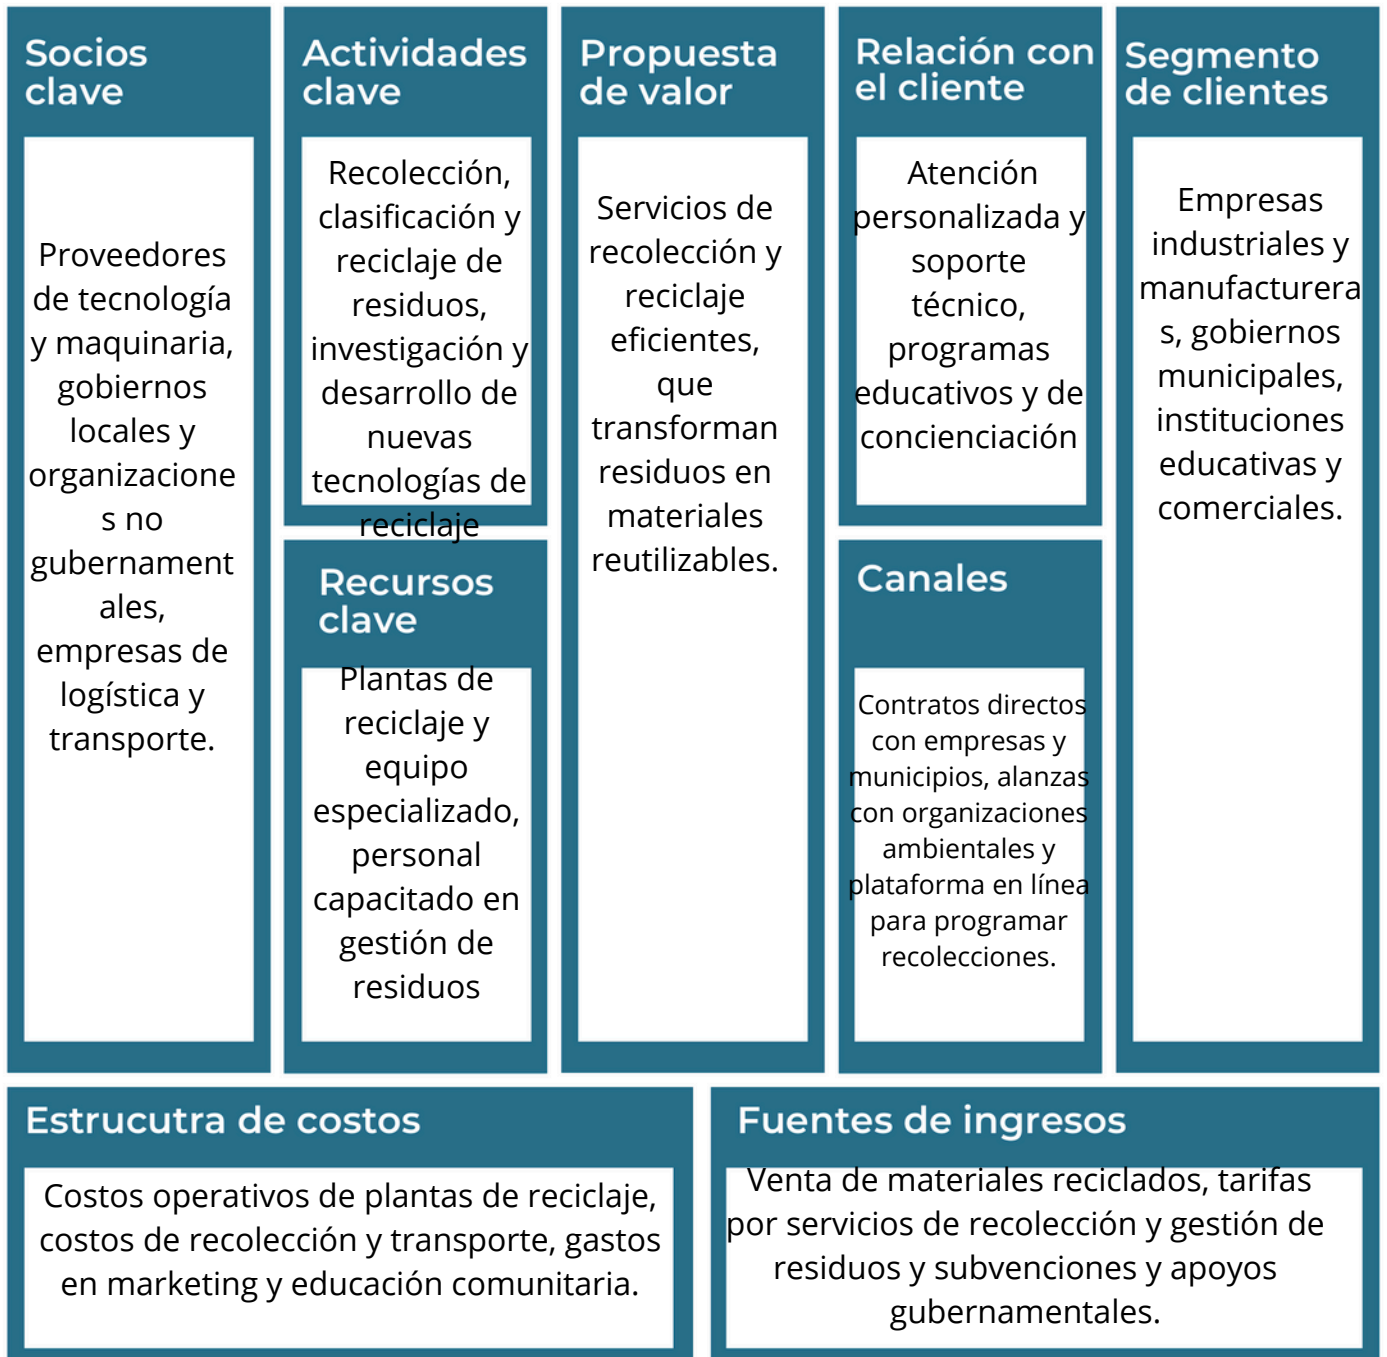 Socios
clave
Proveedores
de tecnología
y maquinaria,
gobiernos
locales y
organizacione
s no
gubernament
ales,
empresas de
logística y
transporte.
Actividades
clave
Recolección,
clasificación y
reciclaje de
residuos,
investigación y
desarrollo de
nuevas
tecnologías de
reciclaje
Recursos
clave
Plantas de
reciclaje y
equipo
especializado,
personal
capacitado en
gestión de
residuos
Propuesta
de valor
Servicios de
recolección y
reciclaje
eficientes,
que
transforman
residuos en
materiales
reutilizables.
Relación con
el cliente
Atención
personalizada y
soporte
técnico,
programas
educativos y de
concienciación
Canales
Contratos directos
con empresas y
municipios, alanzas
con organizaciones
ambientales y
plataforma en línea
para programar
recolecciones.
Segmento
de clientes
Empresas
industriales y
manufacturera
s, gobiernos
municipales,
instituciones
educativas y
comerciales.
Estrucutra de costos
Costos operativos de plantas de reciclaje,
costos de recolección y transporte, gastos
en marketing y educación comunitaria.
Fuentes de ingresos
Venta de materiales reciclados, tarifas
por servicios de recolección y gestión de
residuos y subvenciones y apoyos
gubernamentales.